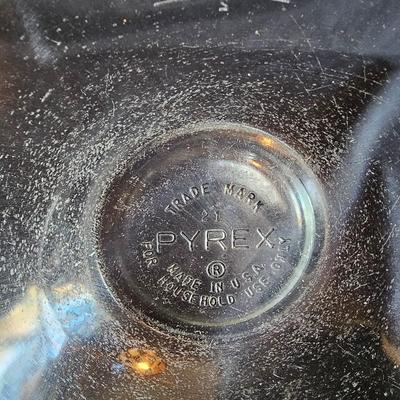 TRADE MARK
21
PYREX
®
MADE IN U.S.A.
FOR HOUSEHOLD USE ONLY